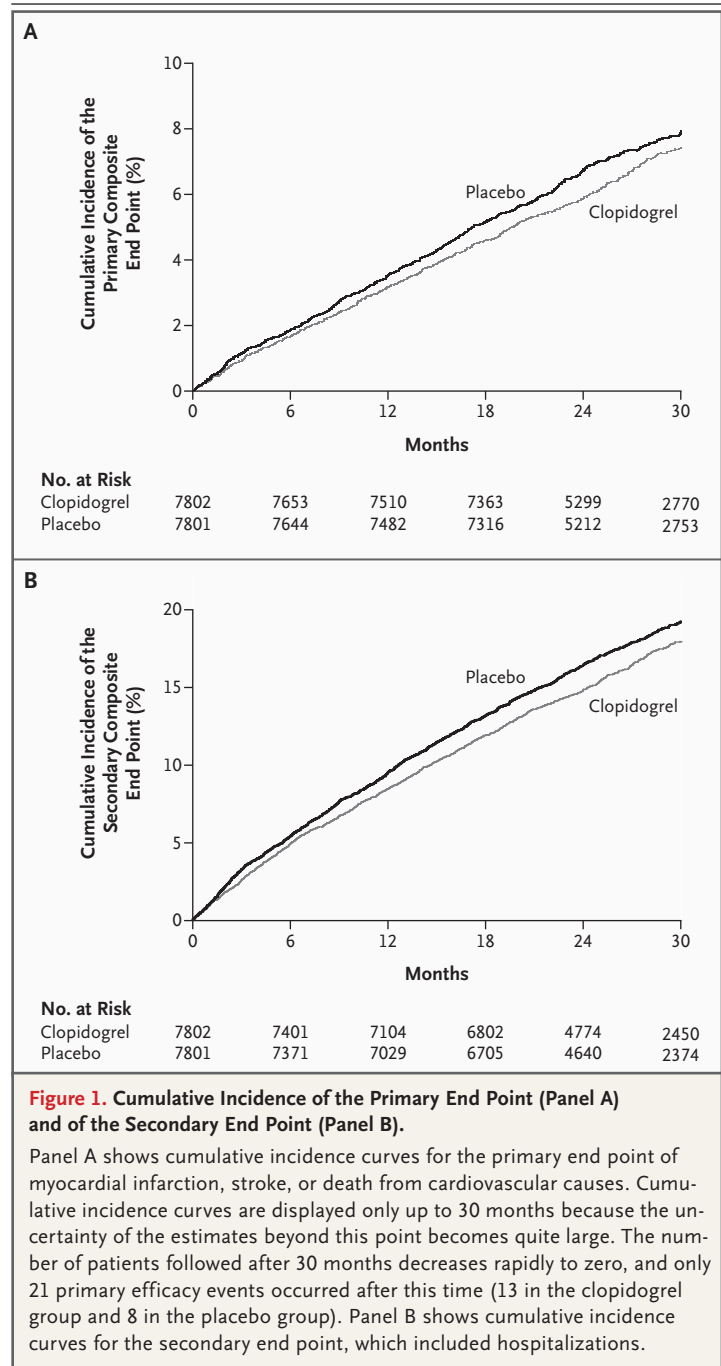 A
Cumulative Incidence of the
Primary Composite
End Point (%)
10
8
6
4
2
0
Placebo
Clopidogrel
0 6 12 18 24 30
Months
No. at Risk
Clopidogrel 7802 7653 7510 7363 5299 2770
Placebo 7801 7644 7482 7316 5212 2753
B
Cumulative Incidence of the
Secondary Composite
End Point (%)
20
15
10
5
0
Placebo
Clopidogrel
0 6 12 18 24 30
Months
No. at Risk
Clopidogrel 7802 7401 7104 6802 4774 2450
Placebo 7801 7371 7029 6705 4640 2374
Figure 1. Cumulative Incidence of the Primary End Point (Panel A)
and of the Secondary End Point (Panel B).
Panel A shows cumulative incidence curves for the primary end point of
myocardial infarction, stroke, or death from cardiovascular causes. Cumu-
lative incidence curves are displayed only up to 30 months because the un-
certainty of the estimates beyond this point becomes quite large. The num-
ber of patients followed after 30 months decreases rapidly to zero, and only
21 primary efficacy events occurred after this time (13 in the clopidogrel
group and 8 in the placebo group). Panel B shows cumulative incidence
curves for the secondary end point, which included hospitalizations.